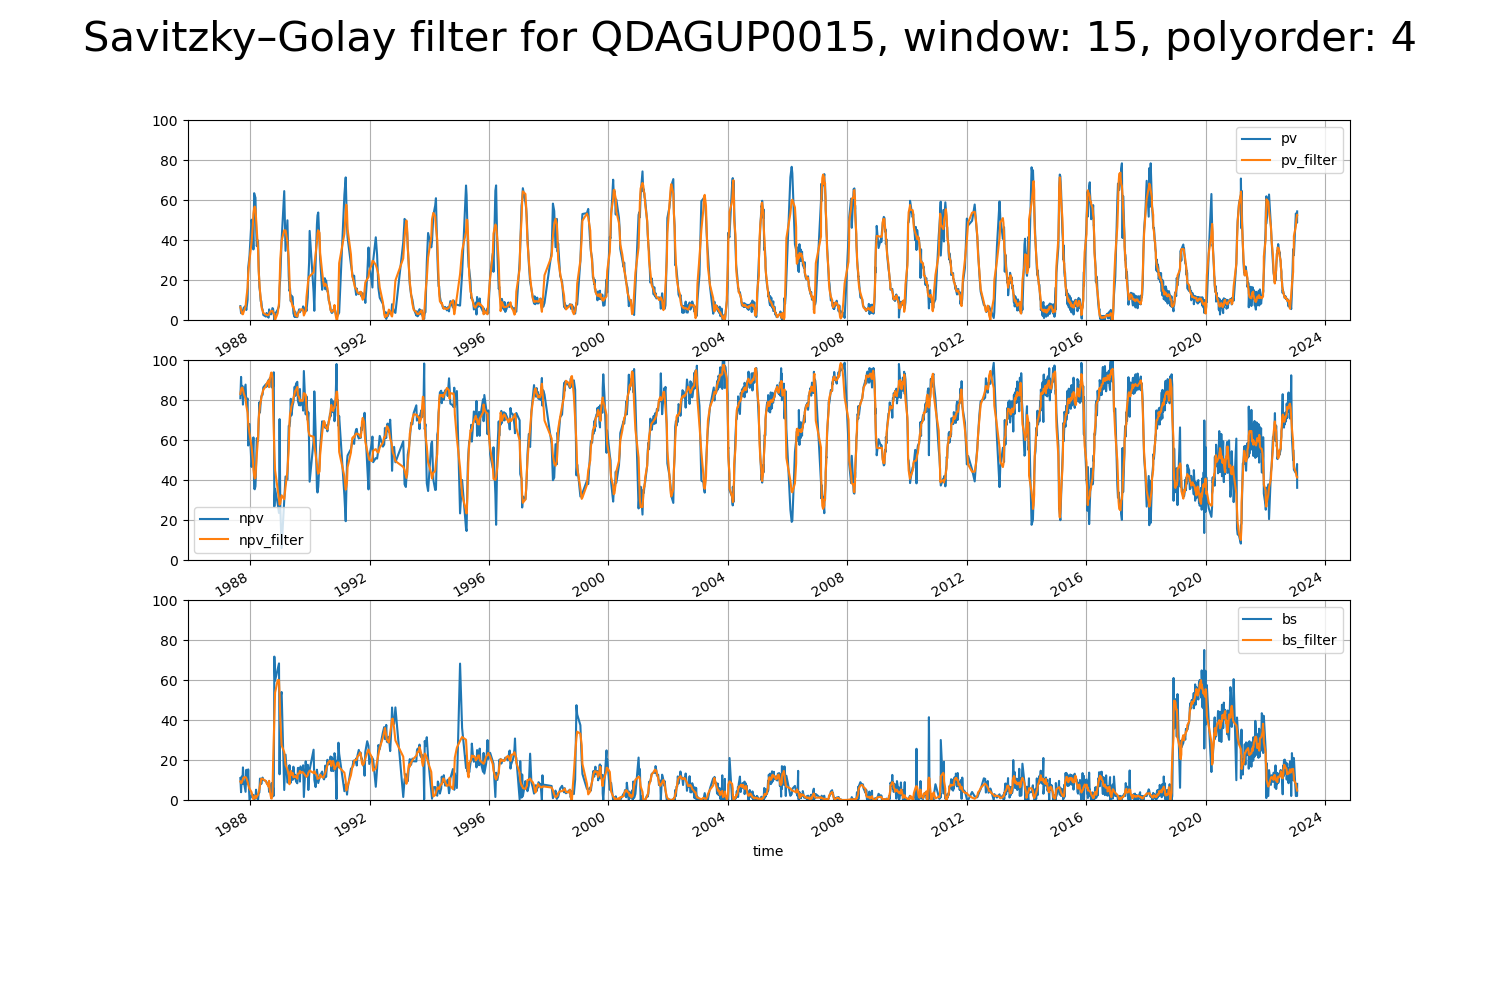 Savitzky–Golay filter for QDAGUP0015, window: 15, polyorder: 4
100
80
60
40
20
0
pv
pv_filter
1988 1992 1996 2000 2004 2008 2012 2016 2020 2024
100
80
60
40
20
0
npv
npv_filter
1988 1992 1996 2000 2004 2008 2012 2016 2020 2024
100
80
60
40
20
0
bs
bs_filter
1988 1992 1996 2000 2004 2008 2012 2016 2020 2024
time